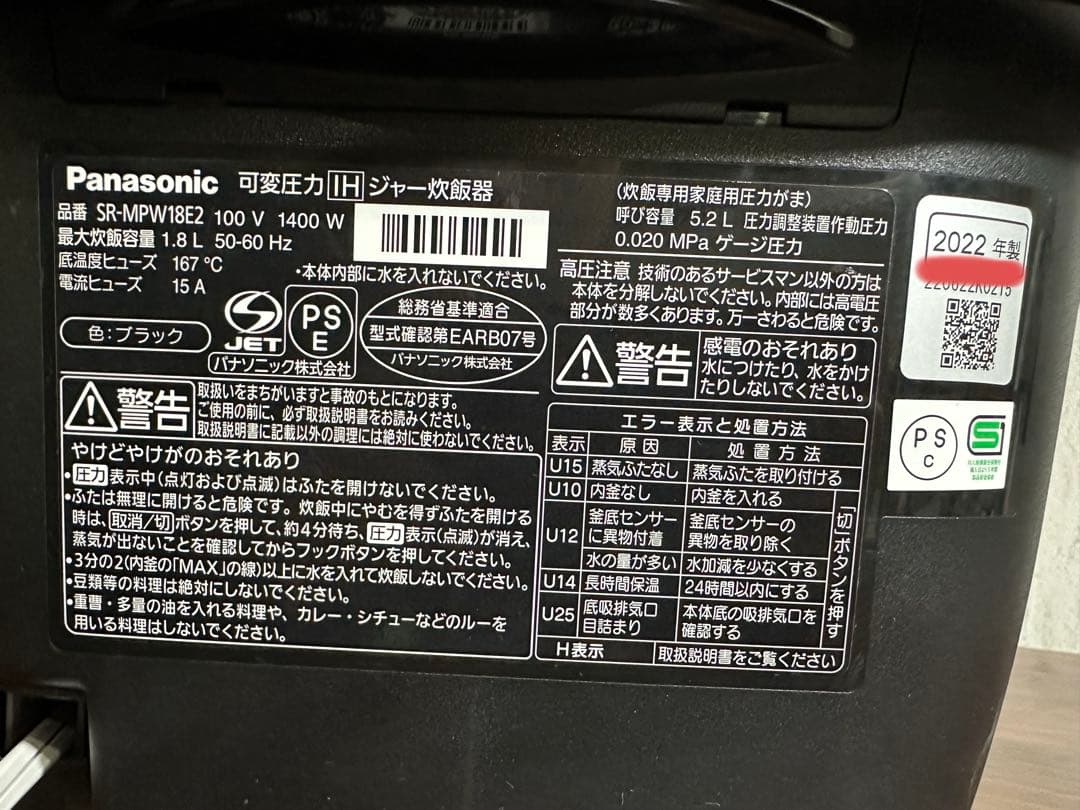 Panasonic 可変圧力IHジャー炊飯器
品番 SR-MPW18E2 100 V 1400 W
最大炊飯容量 1.8 L 50-60 Hz
底温度ヒューズ 167 ℃
電流ヒューズ 15 A
・本体内部に水を入れないでください。
色:ブラック
JET
PS
E
パナソニック株式会社
総務省基準適合
型式確認第EARB07号
パナソニック株式会社
警告
取扱いをまちがいますと事故のもとになります。
ご使用の前に、必ず取扱説明書をお読みください。
取扱説明書に記載以外の調理には絶対に使わないでください。
やけどやけがのおそれあり
・圧力表示中(点灯および点滅)はふたを開けないでください。
・ふたは無理に開けると危険です。炊飯中にやむを得ずふたを開ける
時は、取消/切ボタンを押して、約4分待ち、圧力表示(点滅)が消え、
蒸気が出ないことを確認してからフックボタンを押してください。
・3分の2(内釜の「MAX」の線)以上に水を入れて炊飯しないでください。
・豆類等の料理は絶対にしないでください。
・重曹・多量の油を入れる料理や、カレー・シチューなどのルーを
用いる料理はしないでください。
(炊飯専用家庭用圧力がま)
呼び容量 5.2 L 圧力調整装置作動圧力
0.020 MPa ゲージ圧力
高圧注意 技術のあるサービスマン以外の方は
本体を分解しないでください。内部には高電圧
部分が数多くあります。万一さわると危険です。
警告
感電のおそれあり
水につけたり、水をかけ
たりしないでください。
エラー表示と処置方法
表示 原因 処置方法
U15 蒸気ふたなし 蒸気ふたを取り付ける
U10 内釜なし 内釜を入れる
U12 釜底センサーに異物付着 釜底センサーの異物を取り除く
水の量が多い 水加減を少なくする
U14 長時間保温 24時間以内にする
U25 底吸排気口目詰まり 本体底の吸排気口を確認する
「切」ボタンを押す
H表示 取扱説明書をご覧ください
2022 年製
PS
C
S